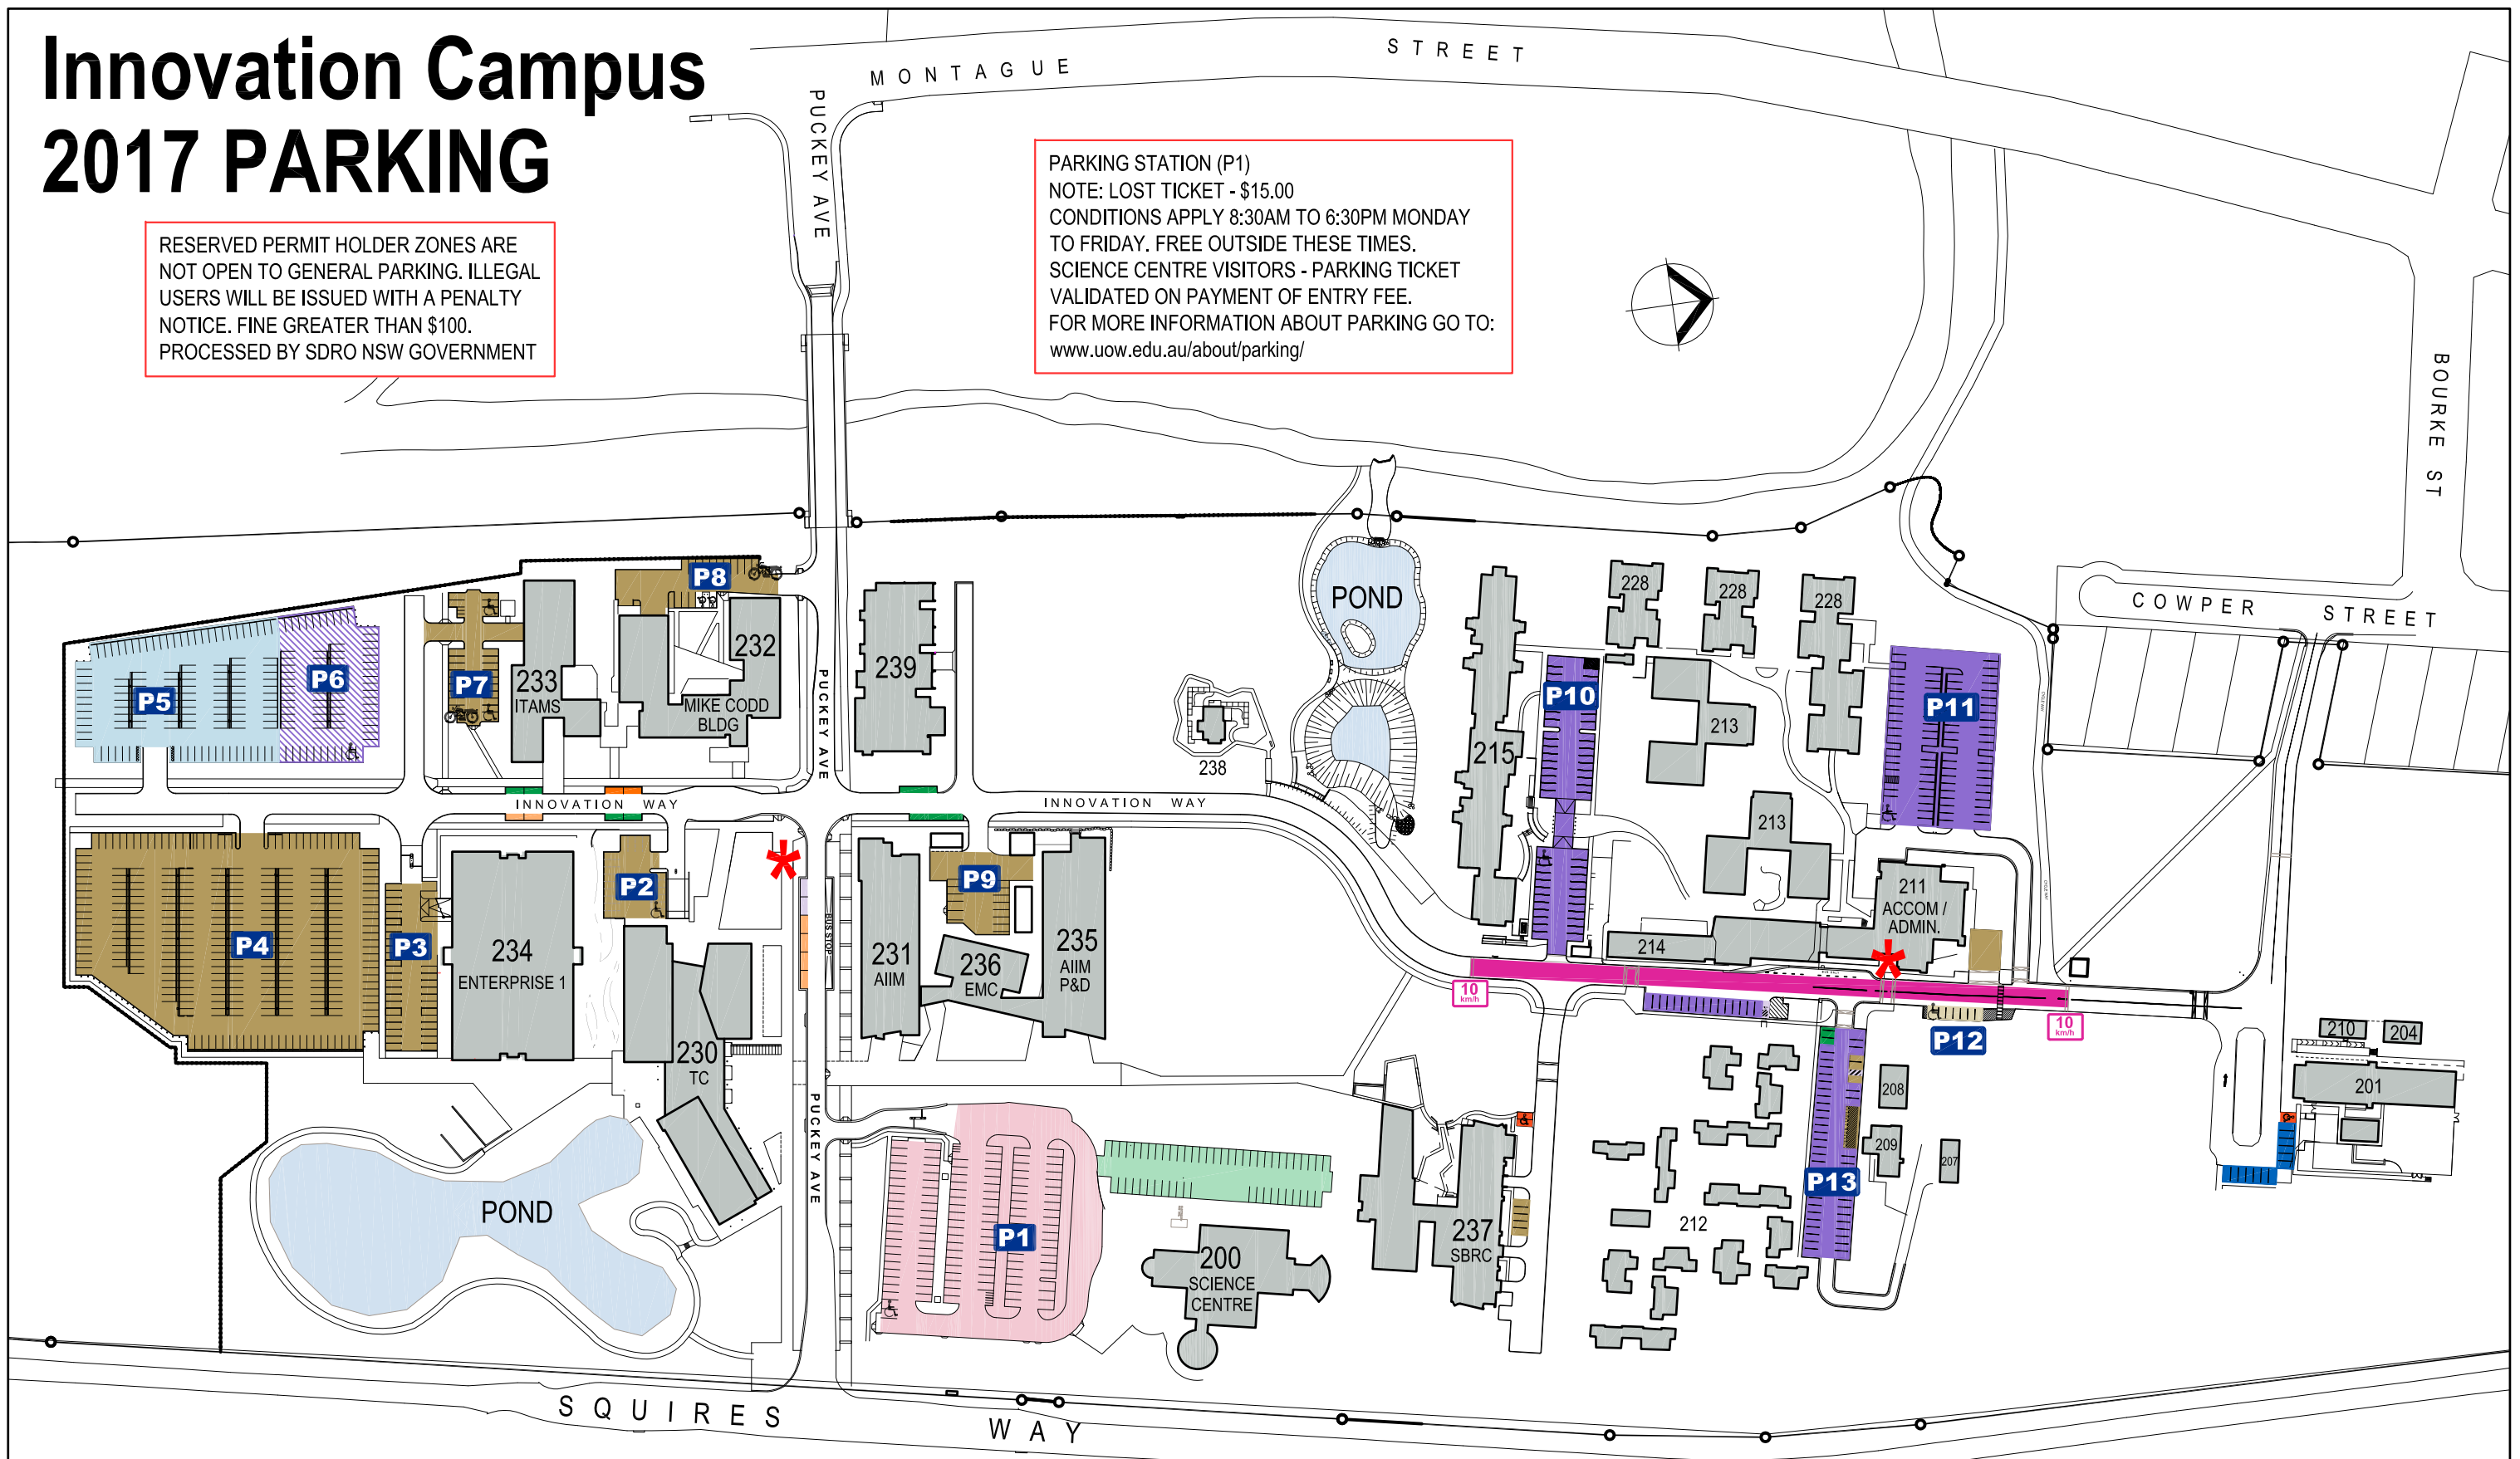 Innovation Campus
2017 PARKING
RESERVED PERMIT HOLDER ZONES ARE
NOT OPEN TO GENERAL PARKING. ILLEGAL
USERS WILL BE ISSUED WITH A PENALTY
NOTICE. FINE GREATER THAN $100.
PROCESSED BY SDRO NSW GOVERNMENT
MONTAGUE STREET
PUCKEY AVE
PARKING STATION (P1)
NOTE: LOST TICKET - $15.00
CONDITIONS APPLY 8:30AM TO 6:30PM MONDAY
TO FRIDAY. FREE OUTSIDE THESE TIMES.
SCIENCE CENTRE VISITORS - PARKING TICKET
VALIDATED ON PAYMENT OF ENTRY FEE.
FOR MORE INFORMATION ABOUT PARKING GO TO:
www.uow.edu.au/about/parking/
BOURKE ST
COWPER STREET
P8
P5
P6
P7
233
ITAMS
232
MIKE CODD
BLDG
PUCKEY AVE
239
POND
238
215
P10
228
228
228
213
213
P11
INNOVATION WAY
INNOVATION WAY
P4
P3
234
ENTERPRISE 1
P2
BUS STOP
231
AIIM
P9
236
EMC
235
AIIM
P&D
214
211
ACCOM /
ADMIN.
10
km/h
10
km/h
P12
210
204
201
230
TC
PUCKEY AVE
POND
P1
200
SCIENCE
CENTRE
237
SBRC
212
P13
208
209
207
SQUIRES WAY